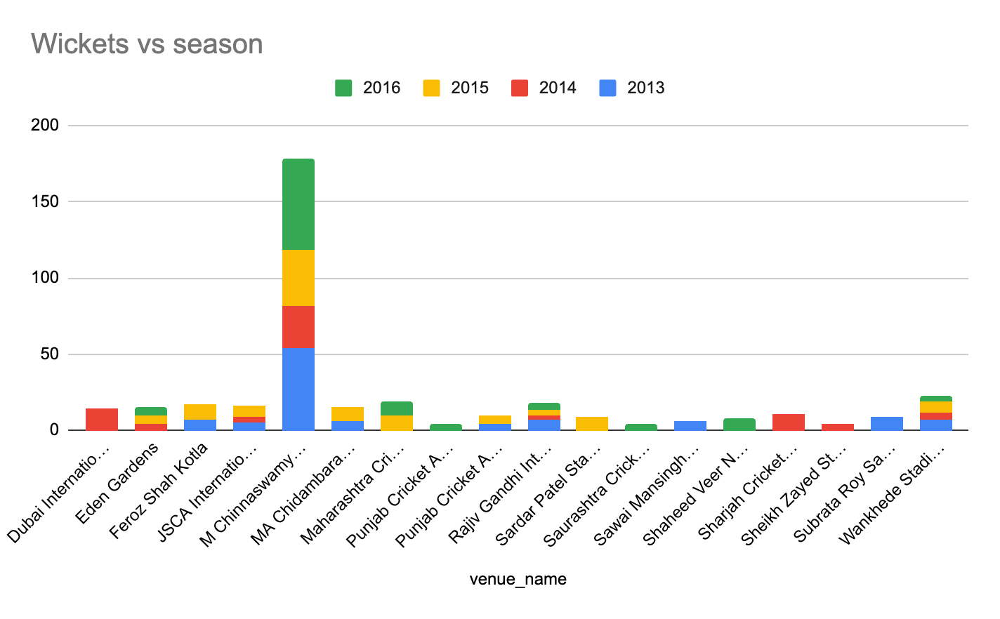 Wickets vs season
2016 2015 2014 2013
200
150
100
50
0
Dubai Internatio…
Eden Gardens
Feroz Shah Kotla
JSCA Internatio…
M Chinnaswamy…
MA Chidambara…
Maharashtra Cri…
Punjab Cricket A…
Punjab Cricket A…
Rajiv Gandhi Int…
Sardar Patel Sta…
Saurashtra Crick…
Sawai Mansingh…
Shaheed Veer N…
Sharjah Cricket…
Sheikh Zayed St…
Subrata Roy Sa…
Wankhede Stadi…
venue_name